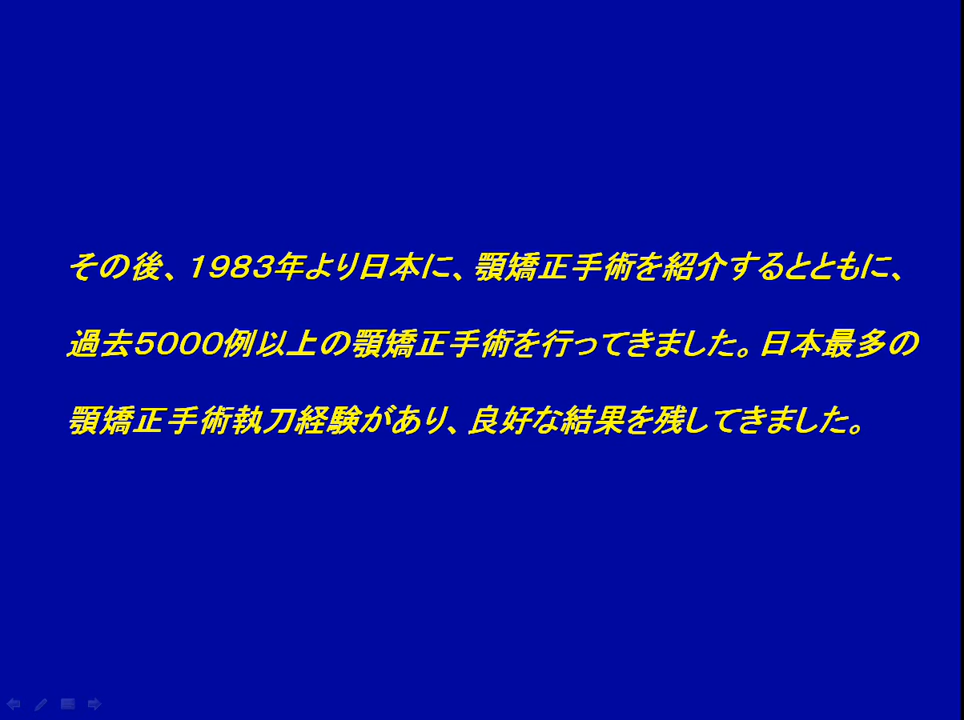 その後、１９８３年より日本に、顎矯正手術を紹介するとともに、
過去５０００例以上の顎矯正手術を行ってきました。日本最多の
顎矯正手術執刀経験があり、良好な結果を残してきました。